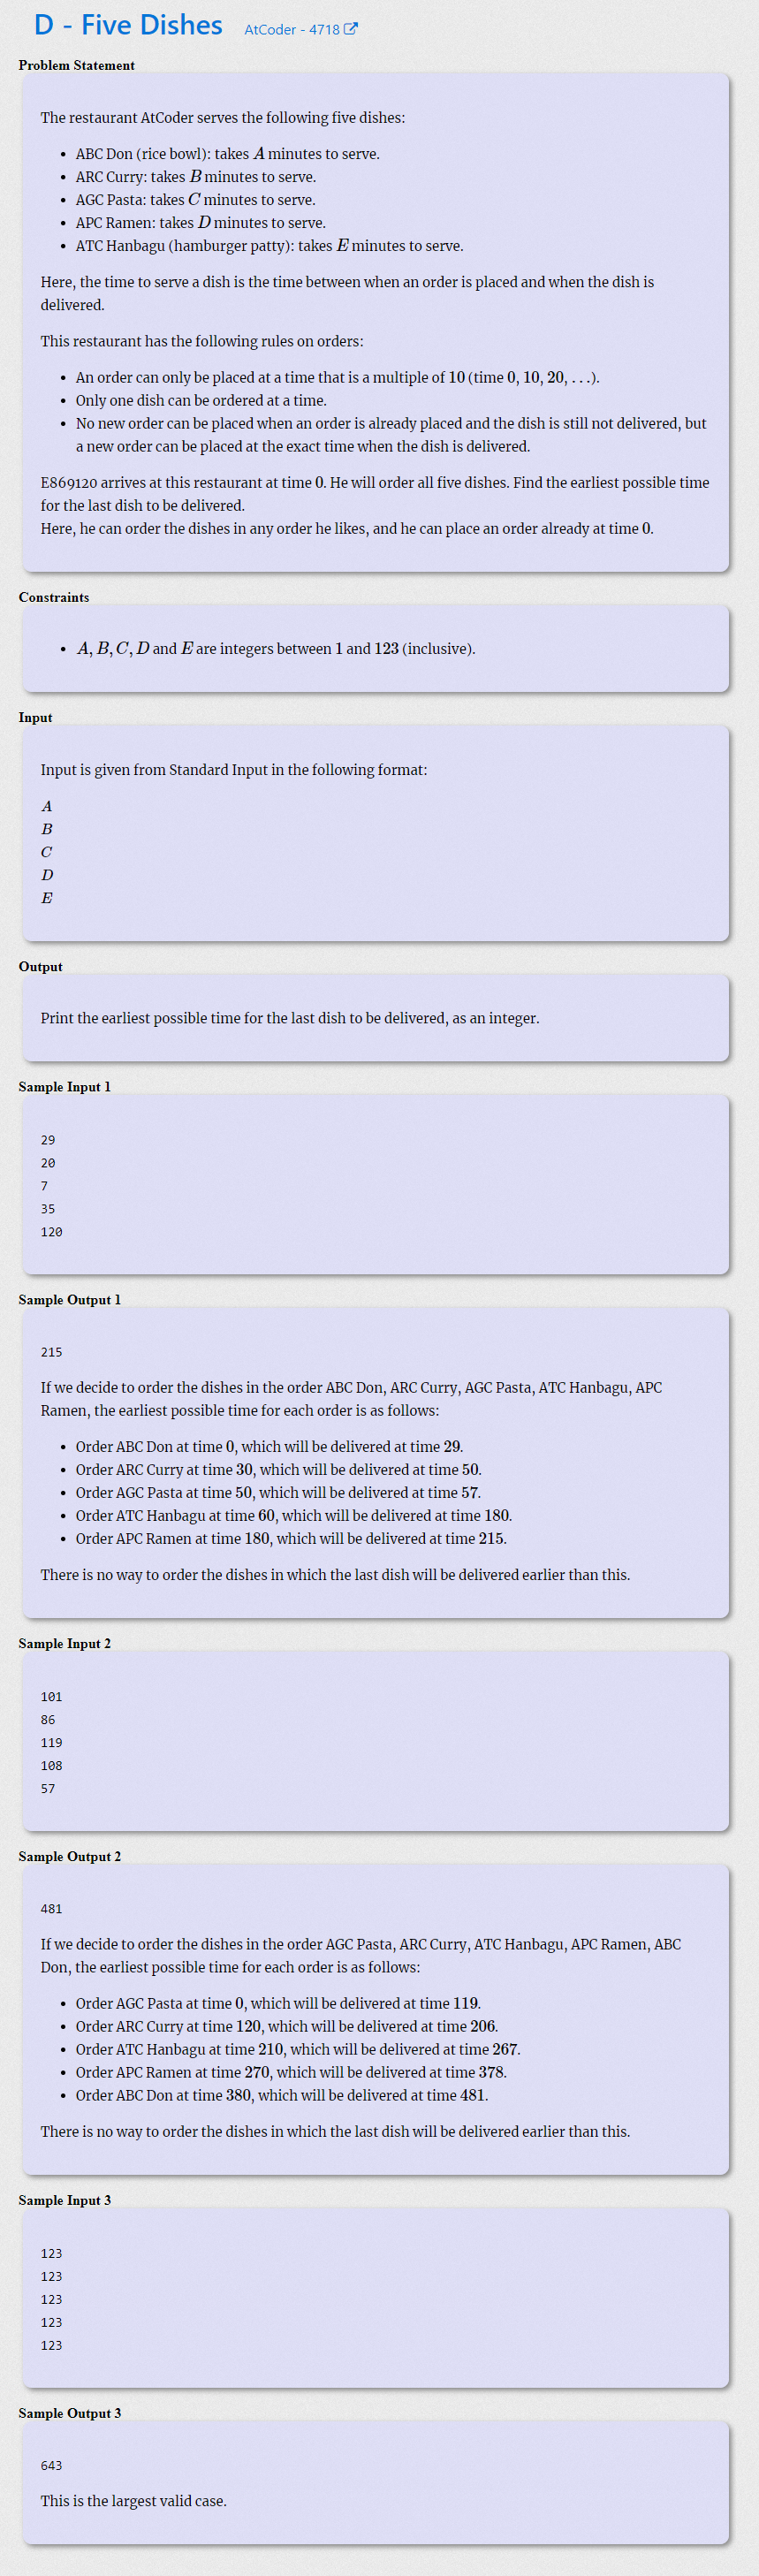 D - Five Dishes AtCoder - 4718
Problem Statement
The restaurant AtCoder serves the following five dishes:
• ABC Don (rice bowl): takes A minutes to serve.
• ARC Curry: takes B minutes to serve.
• AGC Pasta: takes C minutes to serve.
• APC Ramen: takes D minutes to serve.
• ATC Hanbagu (hamburger patty): takes E minutes to serve.
Here, the time to serve a dish is the time between when an order is placed and when the dish is
delivered.
This restaurant has the following rules on orders:
• An order can only be placed at a time that is a multiple of 10 (time 0, 10, 20, ...).
• Only one dish can be ordered at a time.
• No new order can be placed when an order is already placed and the dish is still not delivered, but
a new order can be placed at the exact time when the dish is delivered.
E869120 arrives at this restaurant at time 0. He will order all five dishes. Find the earliest possible time
for the last dish to be delivered.
Here, he can order the dishes in any order he likes, and he can place an order already at time 0.
Constraints
• A, B, C, D and E are integers between 1 and 123 (inclusive).
Input
Input is given from Standard Input in the following format:
A
B
C
D
E
Output
Print the earliest possible time for the last dish to be delivered, as an integer.
Sample Input 1
29
20
7
35
120
Sample Output 1
215
If we decide to order the dishes in the order ABC Don, ARC Curry, AGC Pasta, ATC Hanbagu, APC
Ramen, the earliest possible time for each order is as follows:
• Order ABC Don at time 0, which will be delivered at time 29.
• Order ARC Curry at time 30, which will be delivered at time 50.
• Order AGC Pasta at time 50, which will be delivered at time 57.
• Order ATC Hanbagu at time 60, which will be delivered at time 180.
• Order APC Ramen at time 180, which will be delivered at time 215.
There is no way to order the dishes in which the last dish will be delivered earlier than this.
Sample Input 2
101
86
119
108
57
Sample Output 2
481
If we decide to order the dishes in the order AGC Pasta, ARC Curry, ATC Hanbagu, APC Ramen, ABC
Don, the earliest possible time for each order is as follows:
• Order AGC Pasta at time 0, which will be delivered at time 119.
• Order ARC Curry at time 120, which will be delivered at time 206.
• Order ATC Hanbagu at time 210, which will be delivered at time 267.
• Order APC Ramen at time 270, which will be delivered at time 378.
• Order ABC Don at time 380, which will be delivered at time 481.
There is no way to order the dishes in which the last dish will be delivered earlier than this.
Sample Input 3
123
123
123
123
123
Sample Output 3
643
This is the largest valid case.